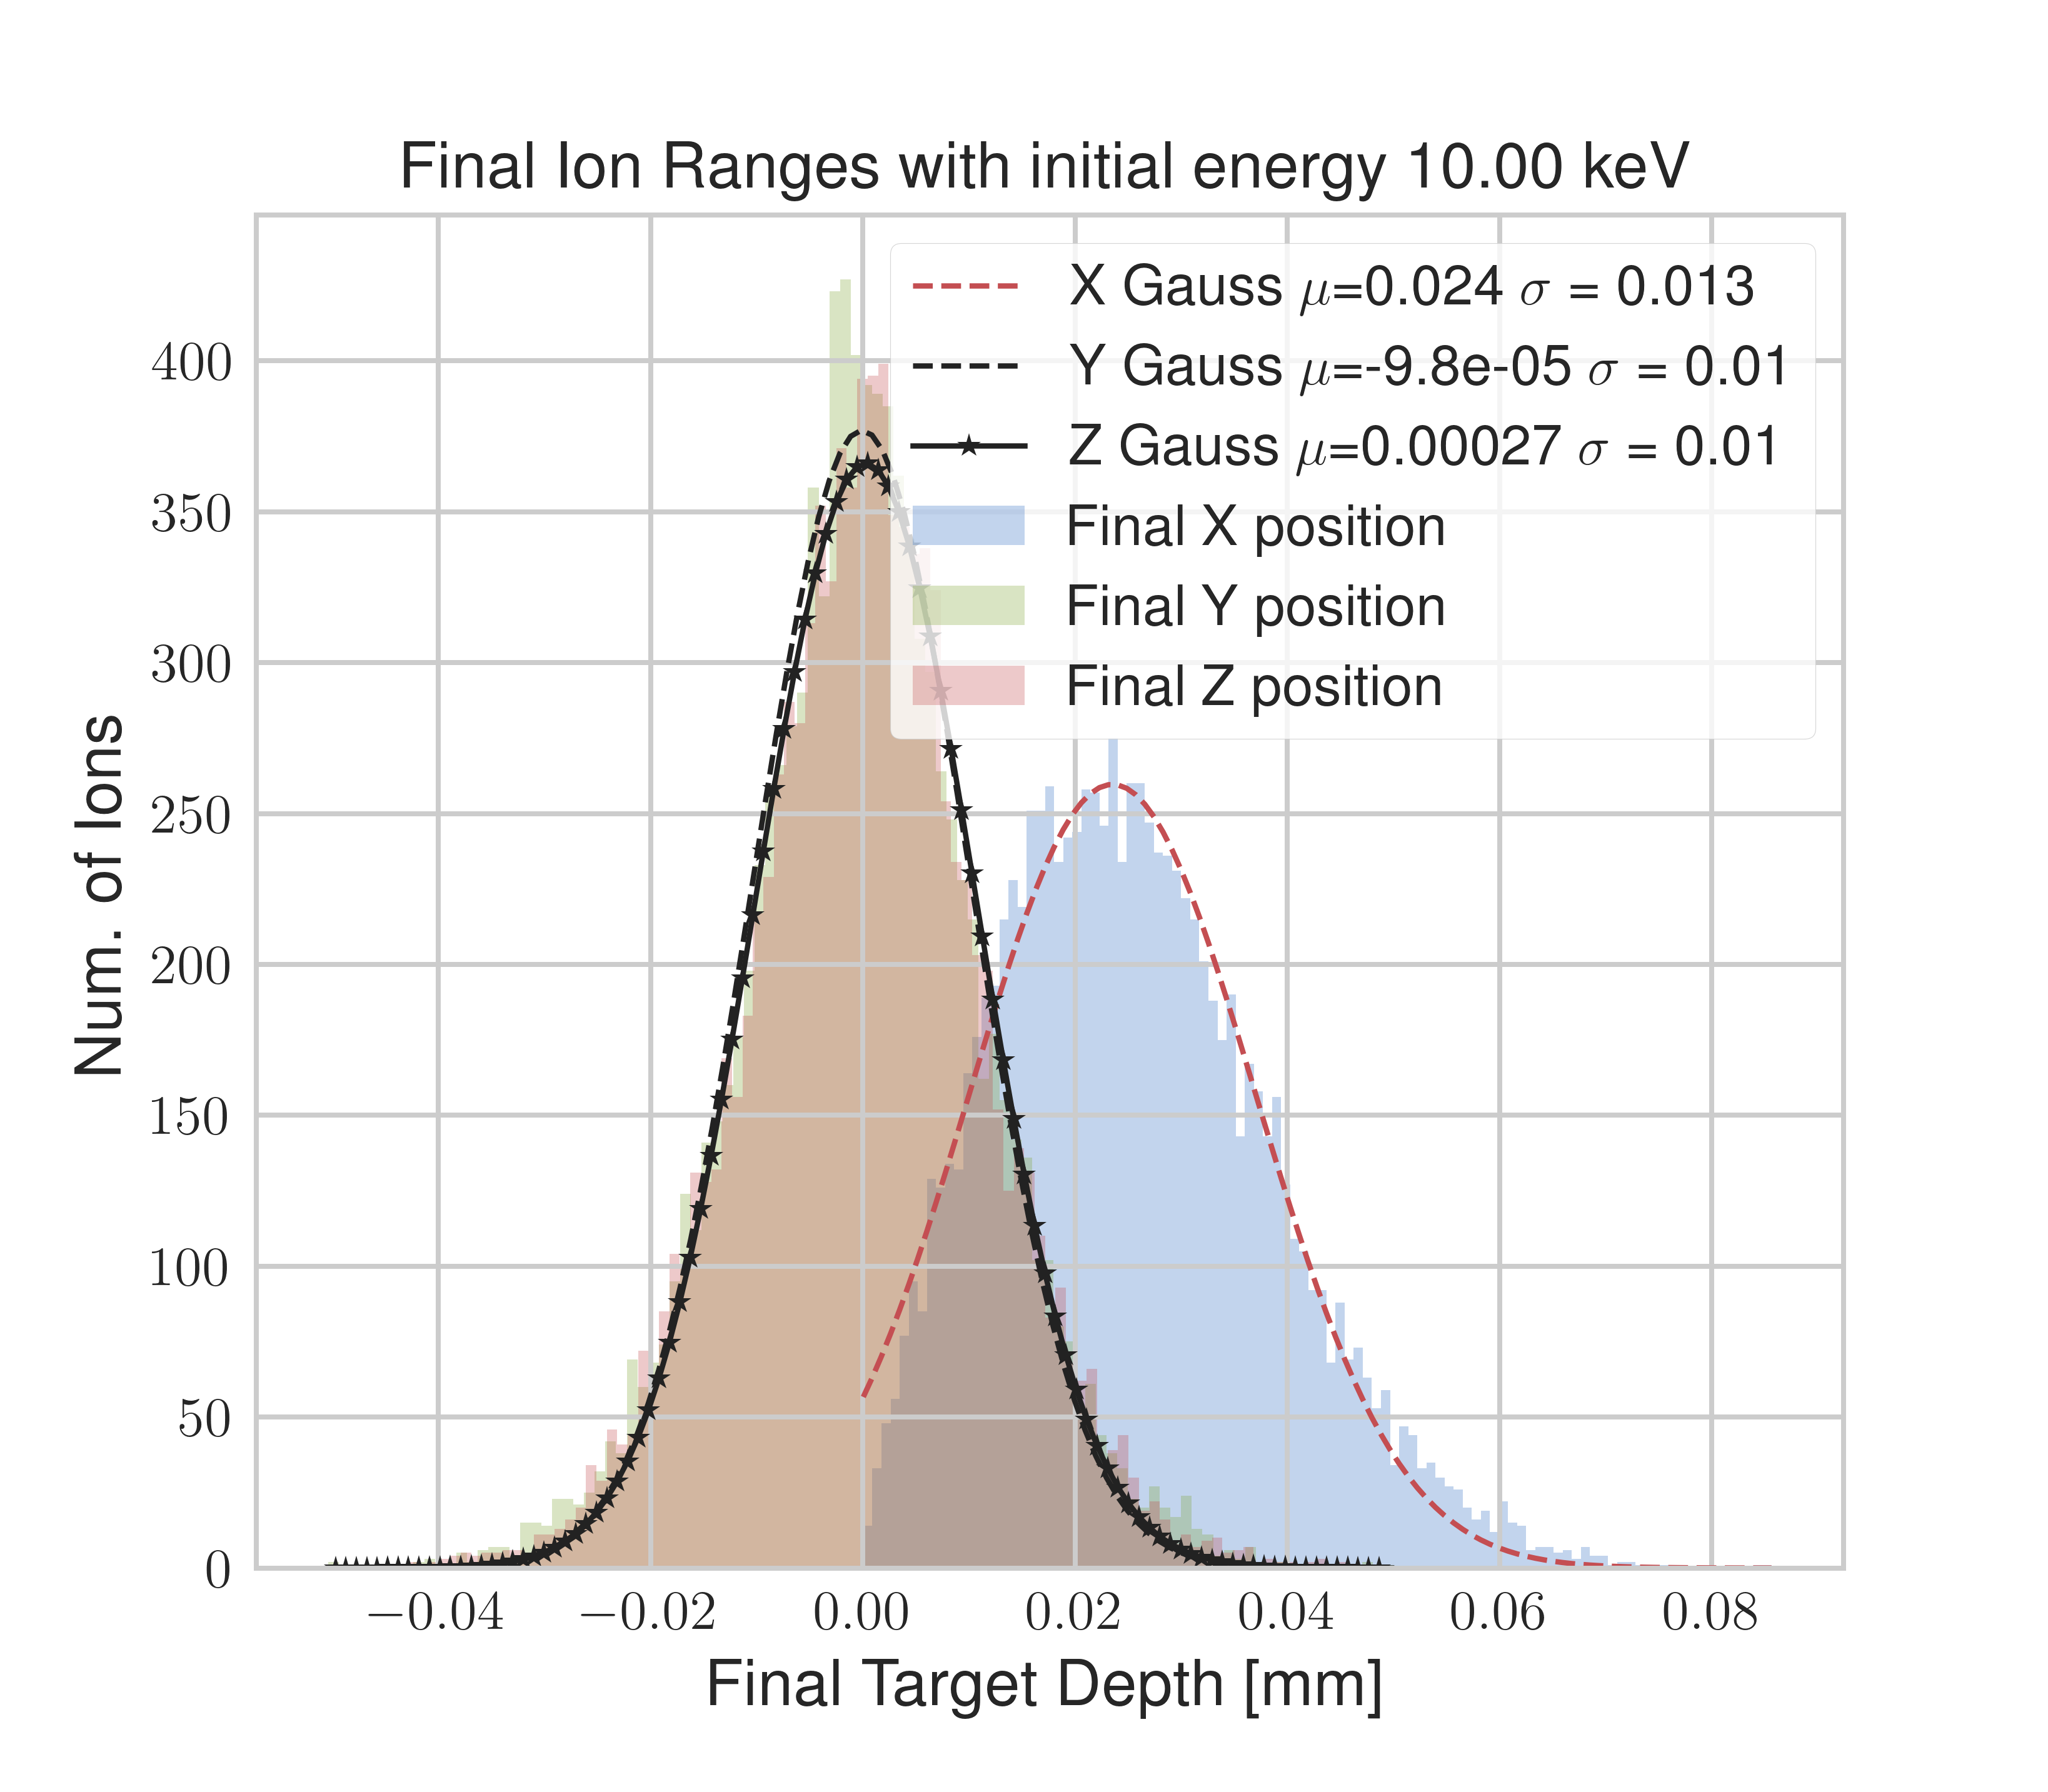 Final Ion Ranges with initial energy 10.00 keV
X Gauss μ=0.024 σ = 0.013
Y Gauss μ=-9.8e-05 σ = 0.01
Z Gauss μ=0.00027 σ = 0.01
Final X position
Final Y position
Final Z position
Num. of Ions
400
350
300
250
200
150
100
50
0
−0.04 −0.02 0.00 0.02 0.04 0.06 0.08
Final Target Depth [mm]